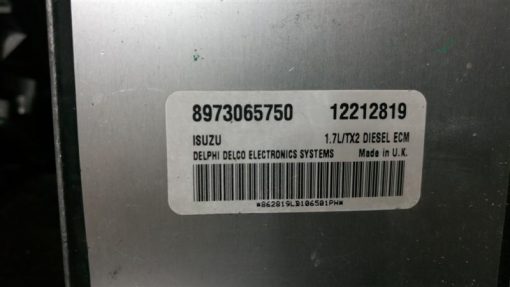 8973065750 12212819
ISUZU 1.7L/TX2 DIESEL ECM
DELPHI DELCO ELECTRONICS SYSTEMS Made in U.K.